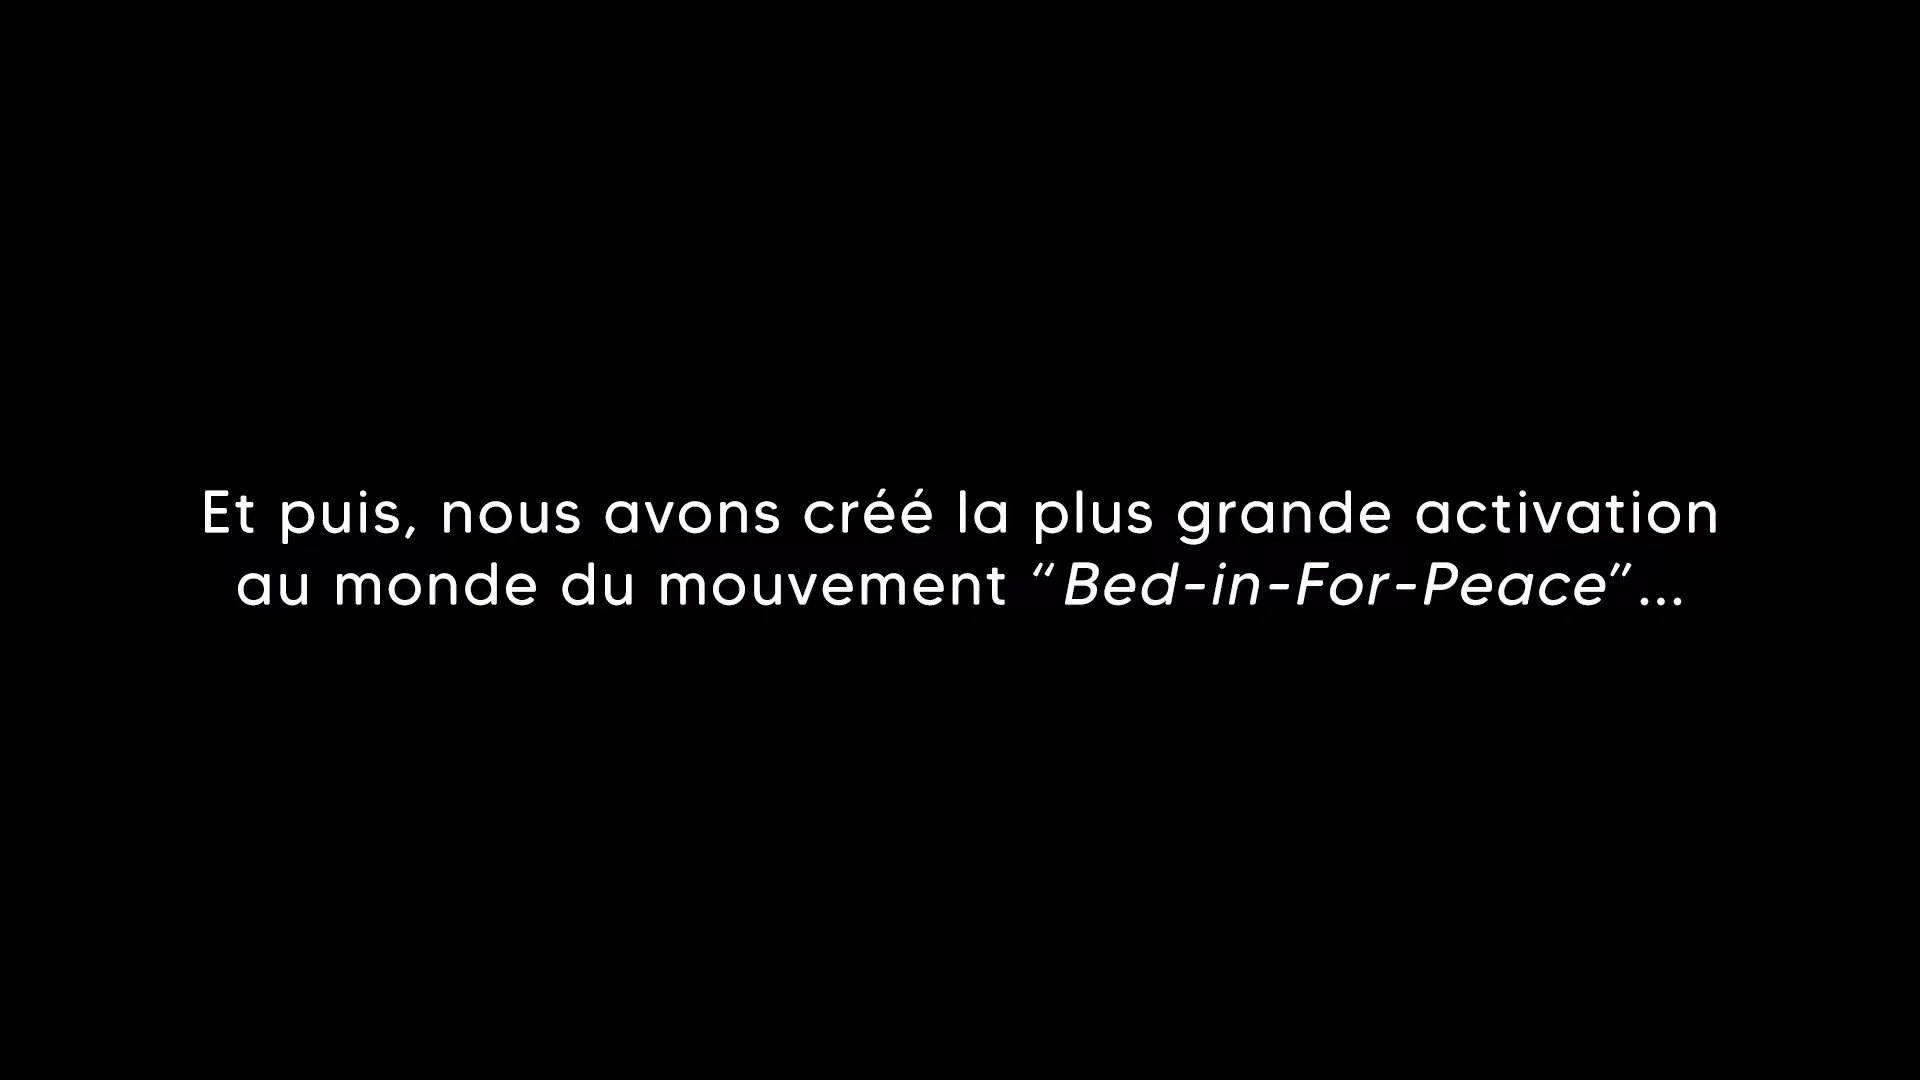 Et puis, nous avons créé la plus grande activation
au monde du mouvement “Bed-in-For-Peace”...